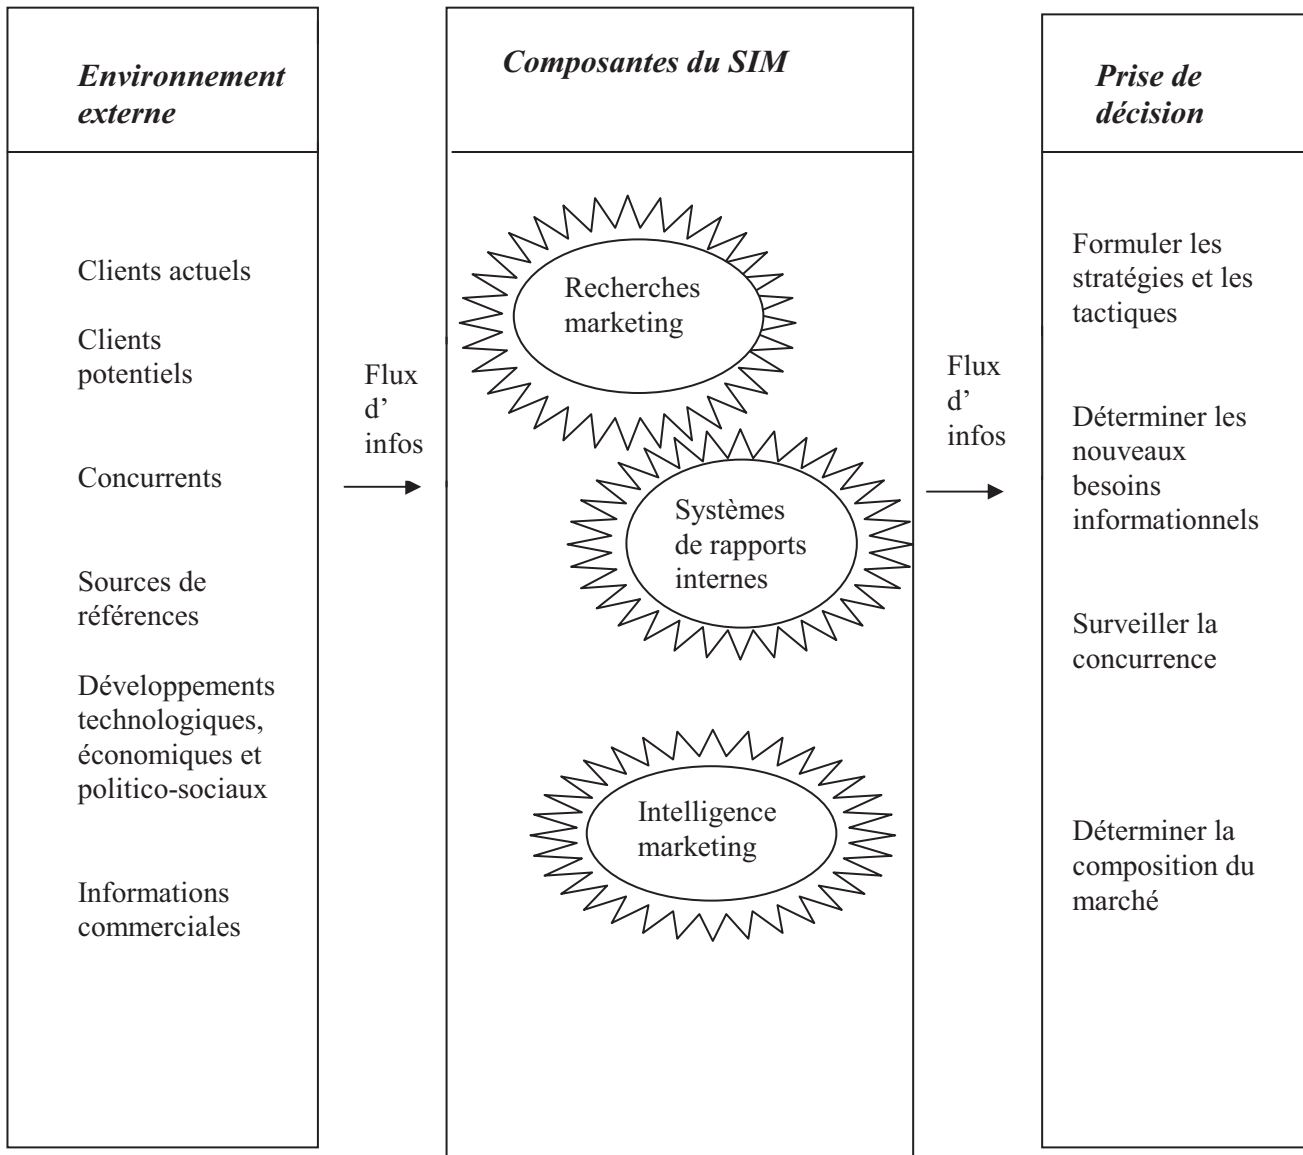 Environnement
externe
Clients actuels
Clients
potentiels
Concurrents
Sources de
références
Développements
technologiques,
économiques et
politico-sociaux
Informations
commerciales
Flux
d’
infos
Composantes du SIM
Recherches
marketing
Systèmes
de rapports
internes
Intelligence
marketing
Flux
d’
infos
Prise de
décision
Formuler les
stratégies et les
tactiques
Déterminer les
nouveaux
besoins
informationnels
Surveiller la
concurrence
Déterminer la
composition du
marché